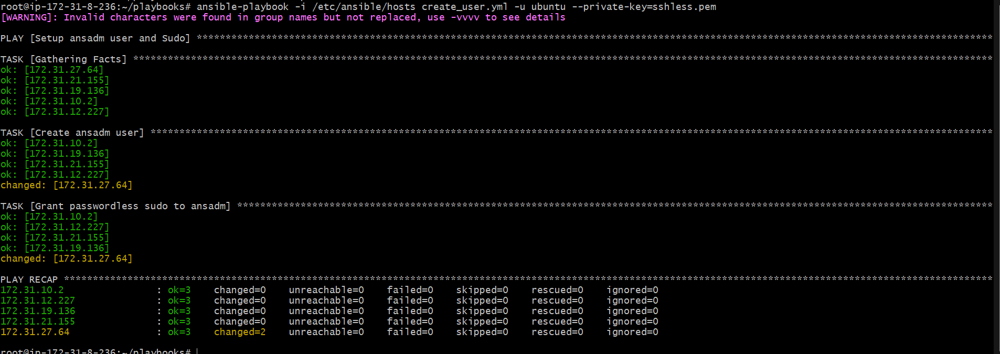 root@ip-172-31-8-236:~/playbooks# ansible-playbook -i /etc/ansible/hosts create_user.yml -u ubuntu --private-key=sshless.pem
[WARNING]: Invalid characters were found in group names but not replaced, use -vvvv to see details
PLAY [Setup ansadm user and Sudo] ******************************************************************************************************************************************
TASK [Gathering Facts] *****************************************************************************************************************************************************
ok: [172.31.27.64]
ok: [172.31.21.155]
ok: [172.31.19.136]
ok: [172.31.10.2]
ok: [172.31.12.227]
TASK [Create ansadm user] **************************************************************************************************************************************************
ok: [172.31.10.2]
ok: [172.31.19.136]
ok: [172.31.21.155]
ok: [172.31.12.227]
changed: [172.31.27.64]
TASK [Grant passwordless sudo to ansadm] ***********************************************************************************************************************************
ok: [172.31.10.2]
ok: [172.31.12.227]
ok: [172.31.21.155]
ok: [172.31.19.136]
changed: [172.31.27.64]
PLAY RECAP *****************************************************************************************************************************************************************
172.31.10.2                : ok=3    changed=0    unreachable=0    failed=0    skipped=0    rescued=0    ignored=0
172.31.12.227              : ok=3    changed=0    unreachable=0    failed=0    skipped=0    rescued=0    ignored=0
172.31.19.136              : ok=3    changed=0    unreachable=0    failed=0    skipped=0    rescued=0    ignored=0
172.31.21.155              : ok=3    changed=0    unreachable=0    failed=0    skipped=0    rescued=0    ignored=0
172.31.27.64               : ok=3    changed=2    unreachable=0    failed=0    skipped=0    rescued=0    ignored=0
root@ip-172-31-8-236:~/playbooks#